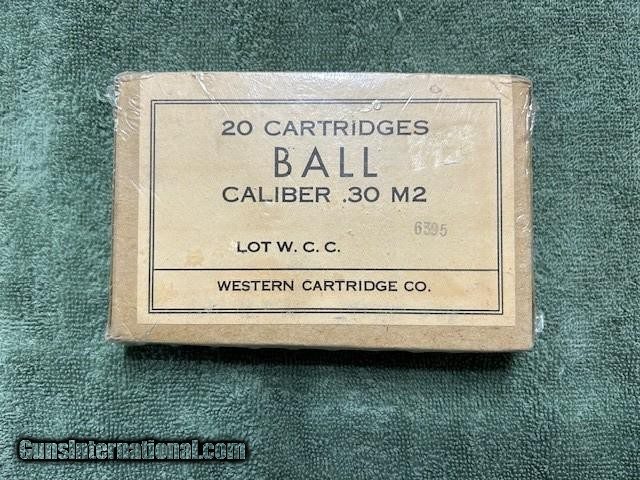 20 CARTRIDGES
BALL
CALIBER .30 M2
6395
LOT W. C. C.
WESTERN CARTRIDGE CO.
GunsInternational.com